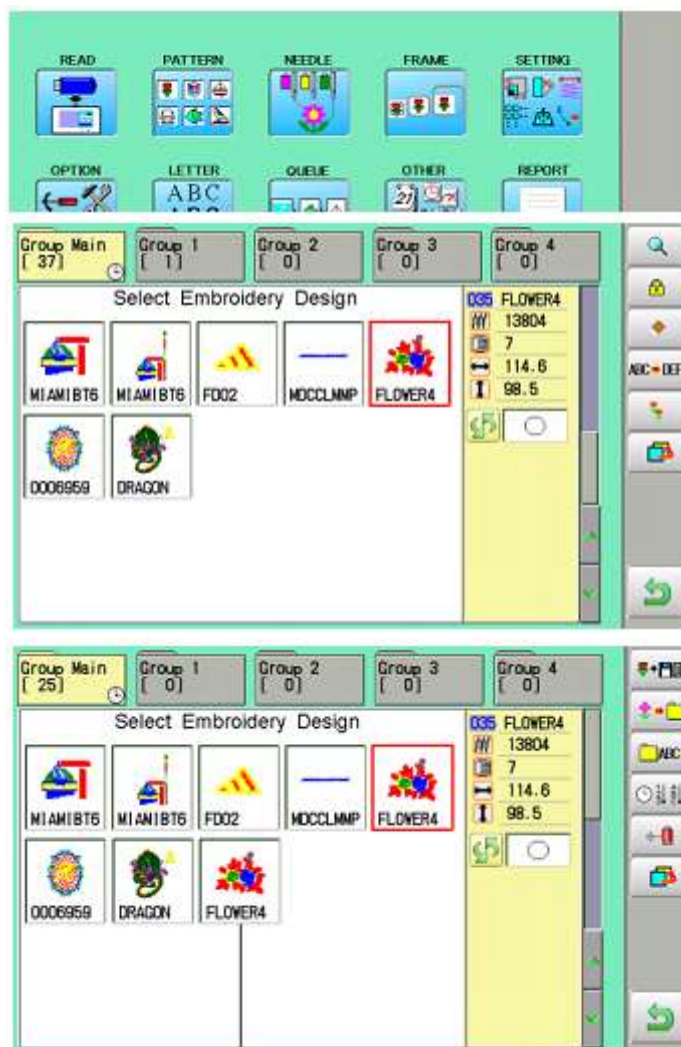 READ PATTERN NEEDLE FRAME SETTING
OPTION LETTER QUEUE OTHER REPORT
ABC
21
Group Main Group 1 Group 2 Group 3 Group 4
[ 37] [ 1] [ 0] [ 0] [ 0]
Select Embroidery Design
035 FLOWER4
13804
7
114.6
98.5
MIAMIBT6 MIAMIBT6 FD02 MDCCLMMP FLOWER4
0006959 DRAGON
ABC DEF
Group Main Group 1 Group 2 Group 3 Group 4
[ 25] [ 0] [ 0] [ 0] [ 0]
Select Embroidery Design
035 FLOWER4
13804
7
114.6
98.5
MIAMIBT6 MIAMIBT6 FD02 MDCCLMMP FLOWER4
0006959 DRAGON FLOWER4
ABC